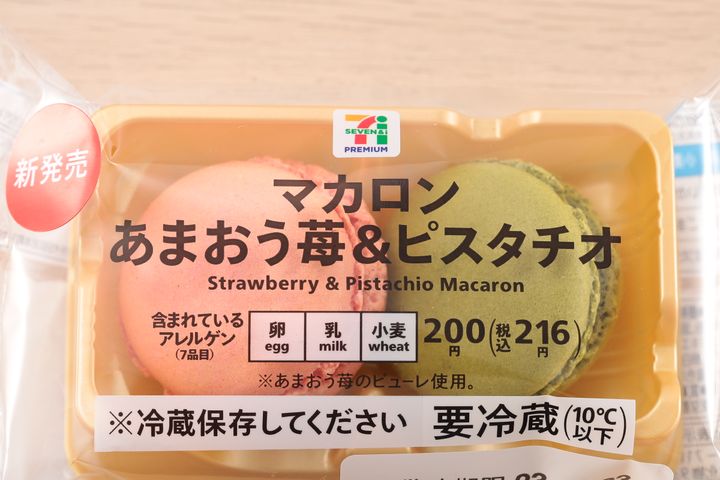 新発売
SEVEN&i
PREMIUM
マカロン
あまおう苺&ピスタチオ
Strawberry & Pistachio Macaron
含まれている
アレルゲン
(7品目)
卵
egg
乳
milk
小麦
wheat
200円(税込216円)
※あまおう苺のピューレ使用。
※冷蔵保存してください
要冷蔵(10℃以下)